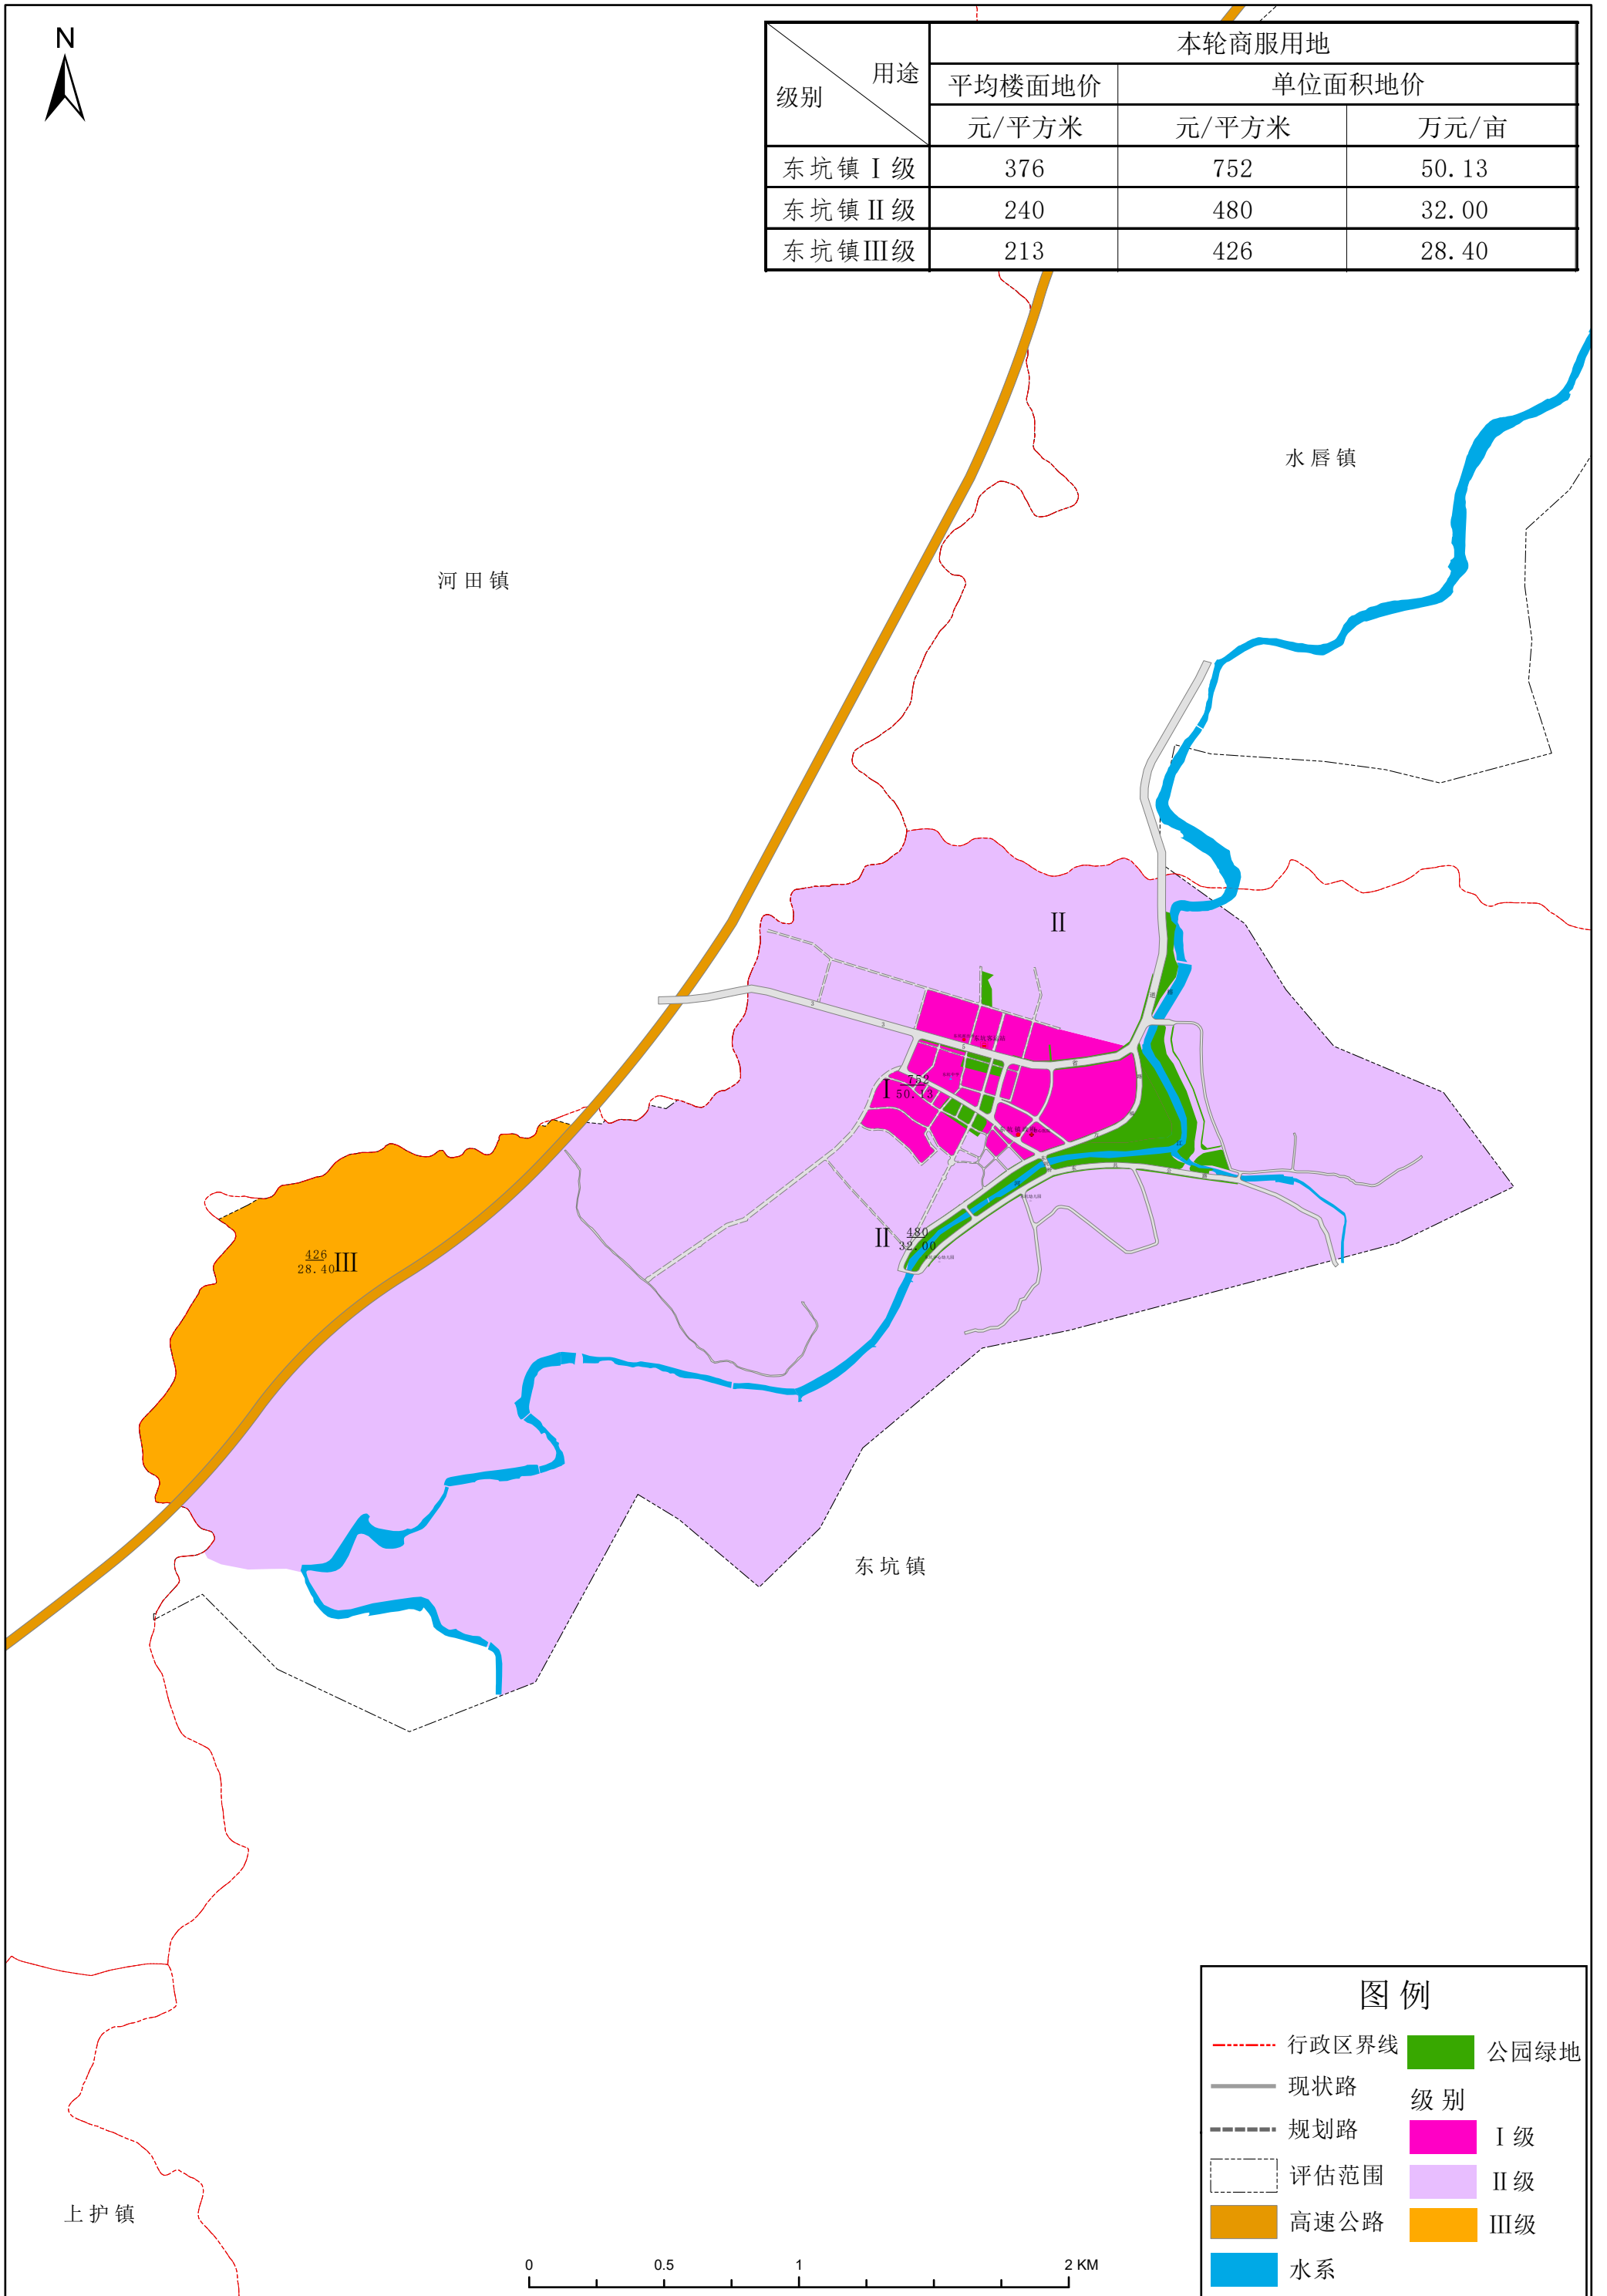 N
本轮商服用地
用途
级别
平均楼面地价 单位面积地价
元/平方米 元/平方米 万元/亩
东坑镇Ⅰ级 376 752 50.13
东坑镇Ⅱ级 240 480 32.00
东坑镇Ⅲ级 213 426 28.40
水唇镇
河田镇
Ⅱ
Ⅰ 752
50.13
Ⅱ 480
32.00
426
28.40 Ⅲ
东坑镇
上护镇
0 0.5 1 2 KM
图例
行政区界线
现状路
规划路
评估范围
高速公路
水系
公园绿地
级别
Ⅰ级
Ⅱ级
Ⅲ级